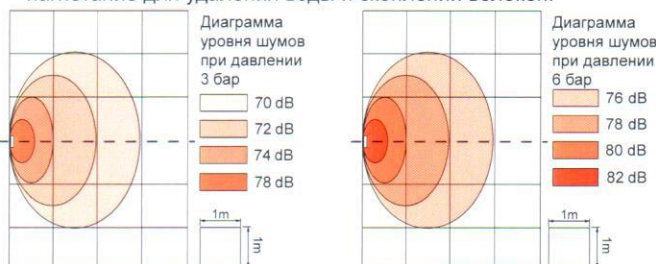 Диаграмма
уровня шумов
при давлении
3 бар
70 dB
72 dB
74 dB
78 dB
1m
1m
Диаграмма
уровня шумов
при давлении
6 бар
76 dB
78 dB
80 dB
82 dB
1m
1m